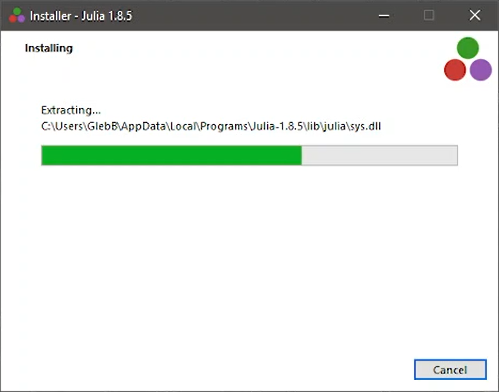 Installer - Julia 1.8.5
Installing
Extracting...
C:\Users\GlebB\AppData\Local\Programs\Julia-1.8.5\lib\julia\sys.dll
Cancel